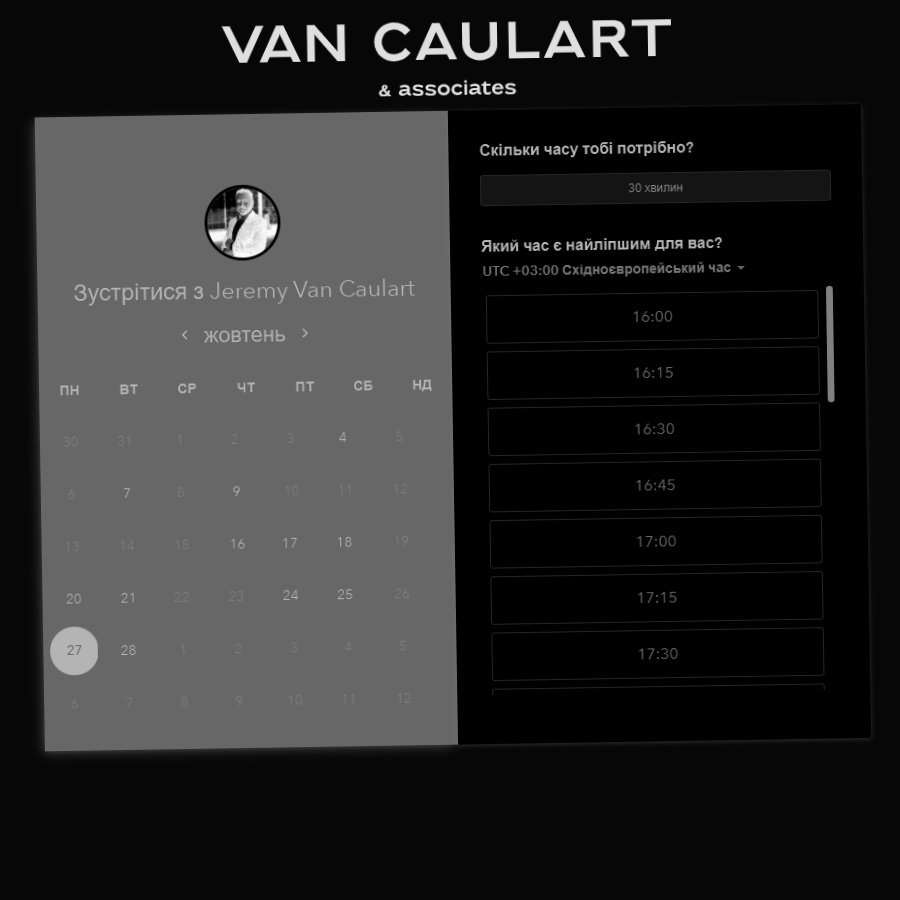 VAN CAULART
& associates
Зустрітися з Jeremy Van Caulart
жовтень
ПН ВТ СР ЧТ ПТ СБ НД
30 31 1 2 3 4 5
6 7 8 9 10 11 12
13 14 15 16 17 18 19
20 21 22 23 24 25 26
27 28 1 2 3 4 5
6 7 8 9 10 11 12
Скільки часу тобі потрібно?
30 хвилин
Який час є найліпшим для вас?
UTC +03:00 Східноєвропейський час
16:00
16:15
16:30
16:45
17:00
17:15
17:30